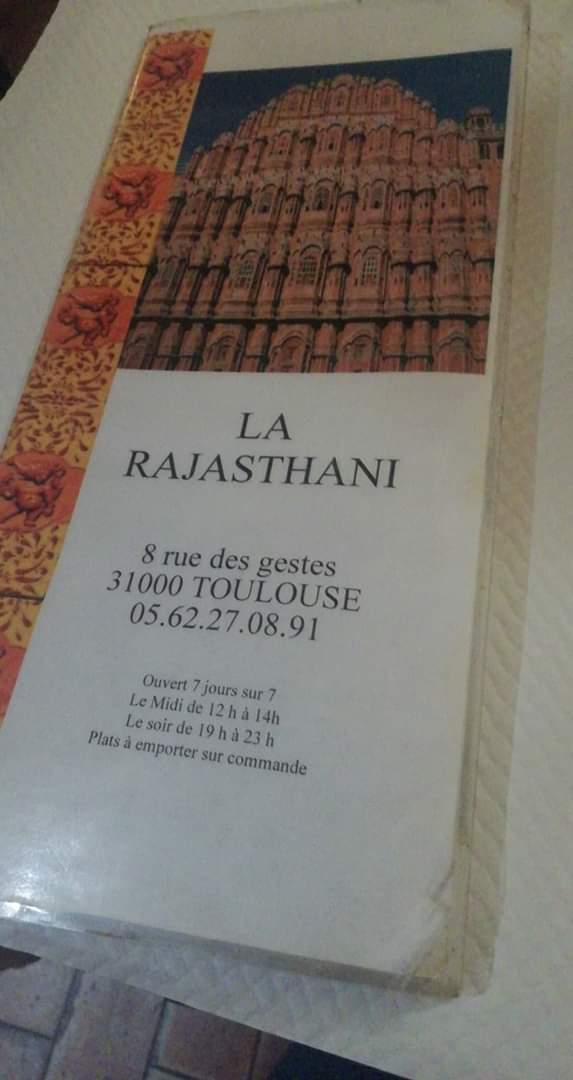 LA
RAJASTHANI
8 rue des gestes
31000 TOULOUSE
05.62.27.08.91
Ouvert 7 jours sur 7
Le Midi de 12 h à 14h
Le soir de 19 h à 23 h
Plats à emporter sur commande